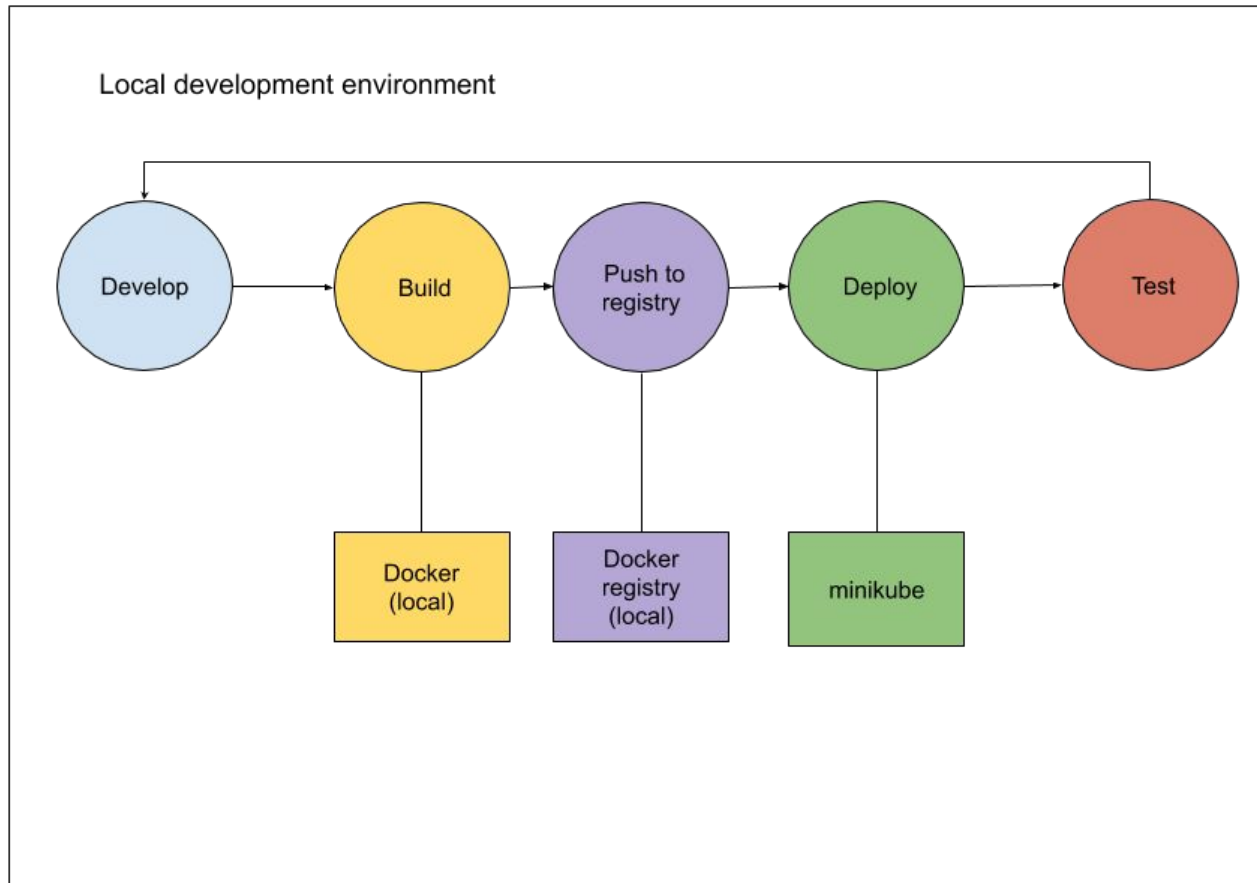 Local development environment
Develop
Build
Push to
registry
Deploy
Test
Docker
(local)
Docker
registry
(local)
minikube